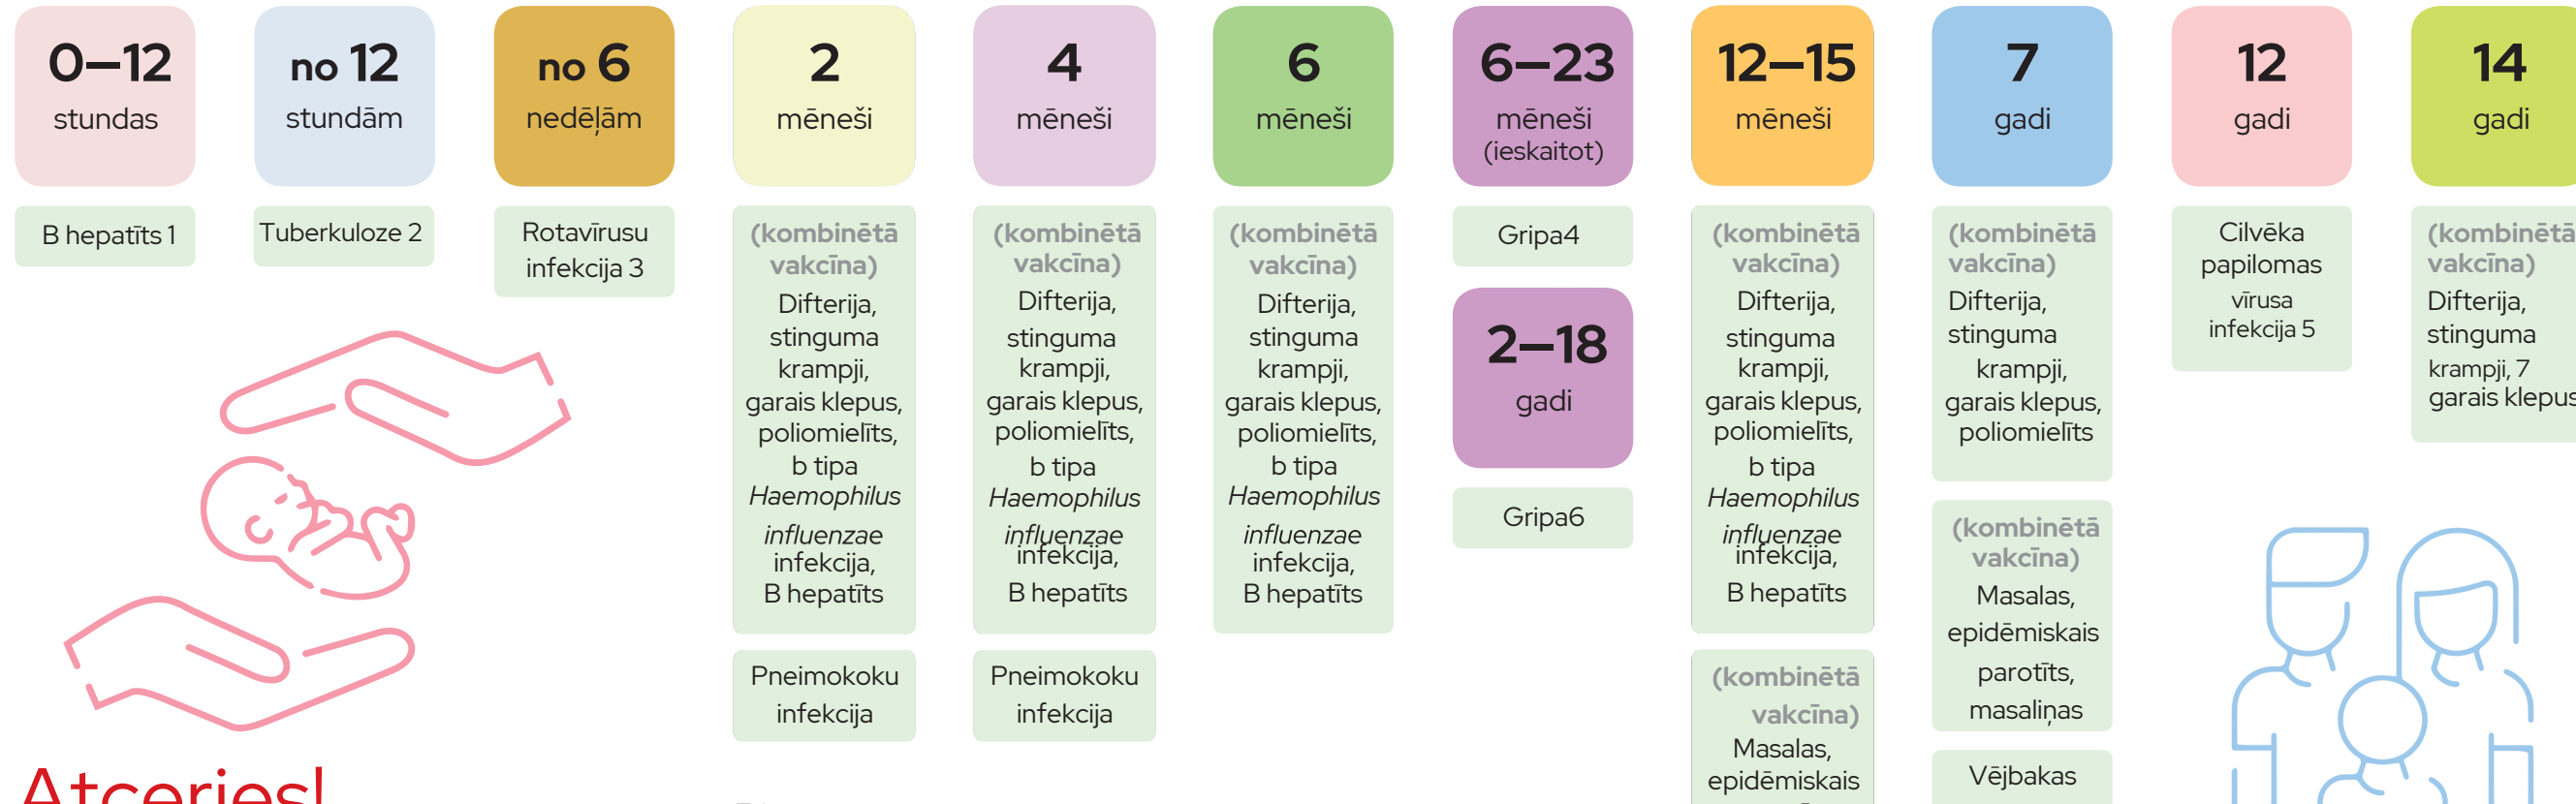 0–12
stundas
B hepatīts 1
no 12
stundām
Tuberkuloze 2
no 6
nedēļām
Rotavīrusu
infekcija 3
2
mēneši
(kombinētā
vakcīna)
Difterija,
stinguma
krampji,
garais klepus,
poliomielīts,
b tipa
Haemophilus
influenzae
infekcija,
B hepatīts
Pneimokoku
infekcija
4
mēneši
(kombinētā
vakcīna)
Difterija,
stinguma
krampji,
garais klepus,
poliomielīts,
b tipa
Haemophilus
influenzae
infekcija,
B hepatīts
Pneimokoku
infekcija
6
mēneši
(kombinētā
vakcīna)
Difterija,
stinguma
krampji,
garais klepus,
poliomielīts,
b tipa
Haemophilus
influenzae
infekcija,
B hepatīts
6–23
mēneši
(ieskaitot)
Gripa4
2–18
gadi
Gripa6
12–15
mēneši
(kombinētā
vakcīna)
Difterija,
stinguma
krampji,
garais klepus,
poliomielīts,
b tipa
Haemophilus
influenzae
infekcija,
B hepatīts
(kombinētā
vakcīna)
Masalas,
epidēmiskais
7
gadi
(kombinētā
vakcīna)
Difterija,
stinguma
krampji,
garais klepus,
poliomielīts
(kombinētā
vakcīna)
Masalas,
epidēmiskais
parotīts,
masaliņas
Vējbakas
12
gadi
Cilvēka
papilomas
vīrusa
infekcija 5
14
gadi
(kombinētā
vakcīna)
Difterija,
stinguma
krampji, 7
garais klepus
Atceries!